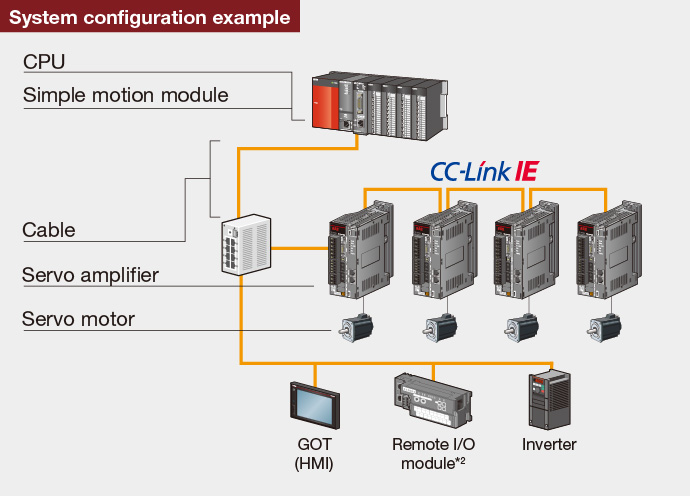 System configuration example
CPU
Simple motion module
CC-Link IE
Cable
Servo amplifier
Servo motor
GOT
(HMI)
Remote I/O
module*2
Inverter